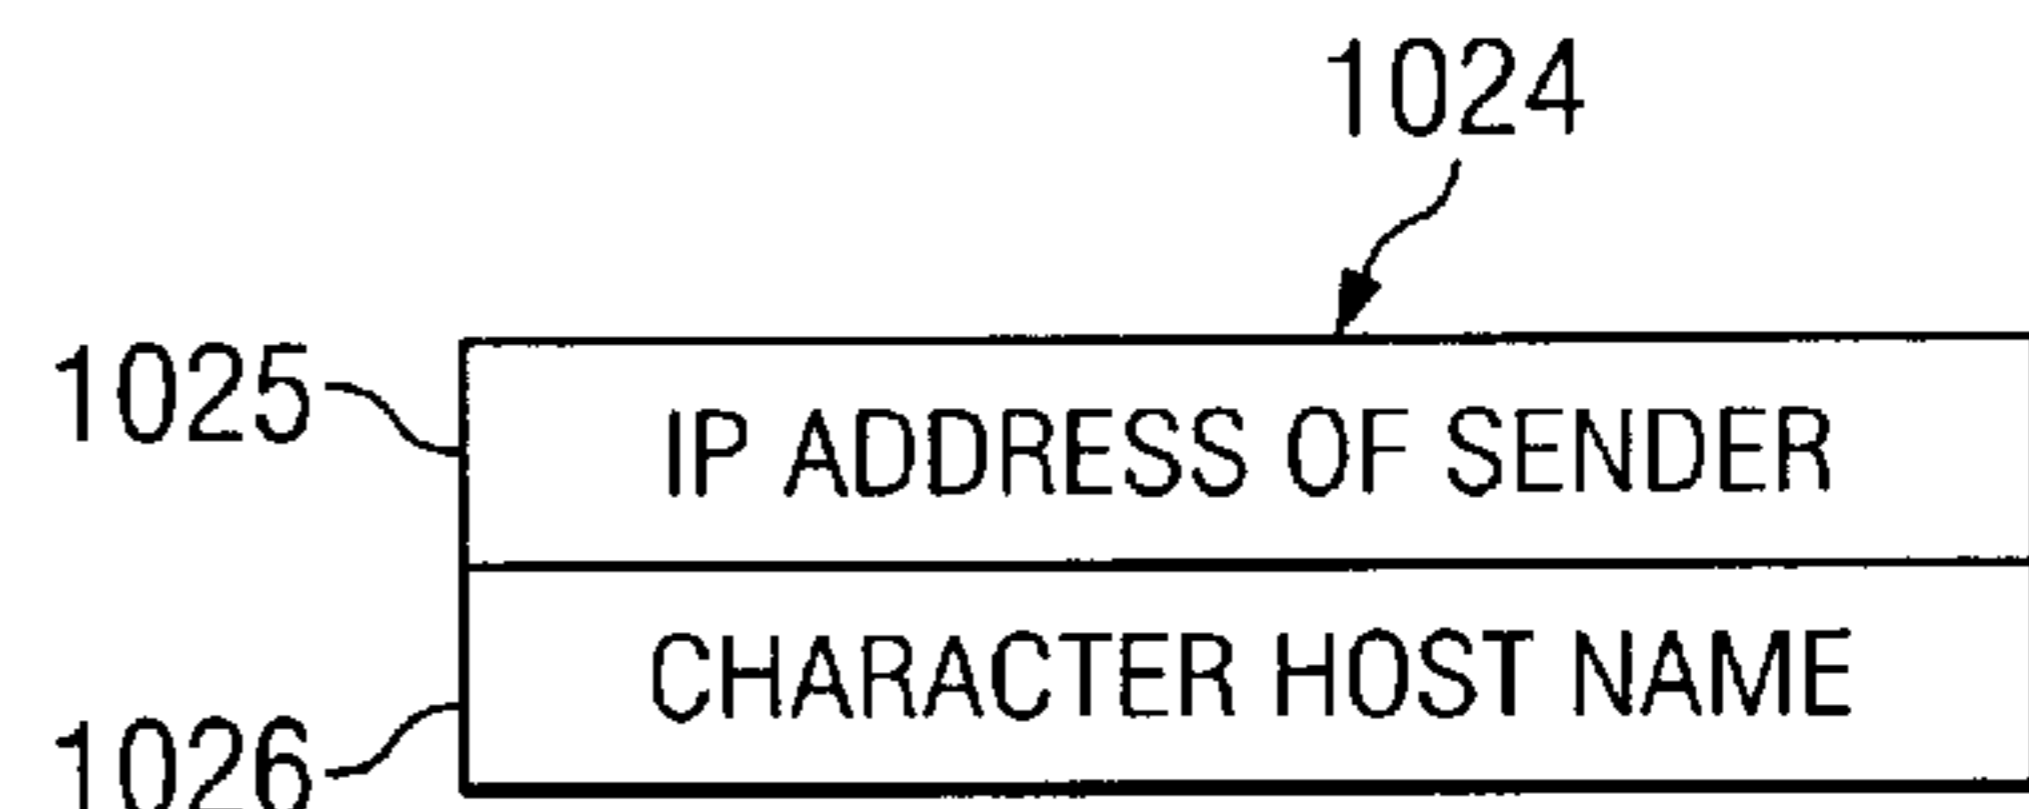 1024
1025
IP ADDRESS OF SENDER
CHARACTER HOST NAME
1026